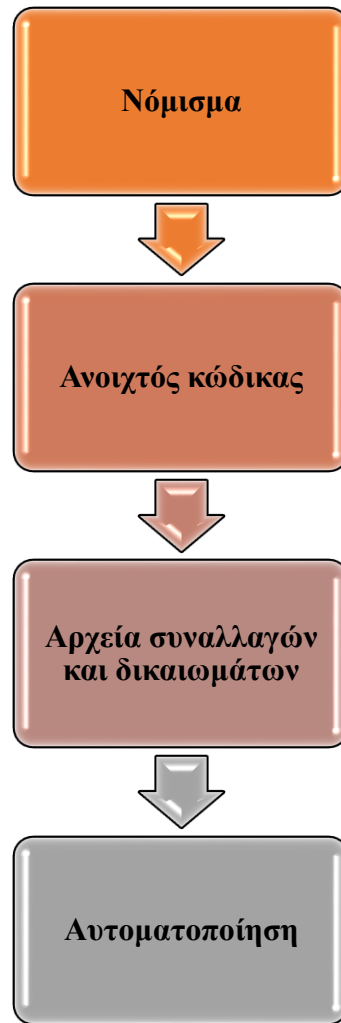 Νόμισμα
Ανοιχτός κώδικας
Αρχεία συναλλαγών
και δικαιωμάτων
Αυτοματοποίηση